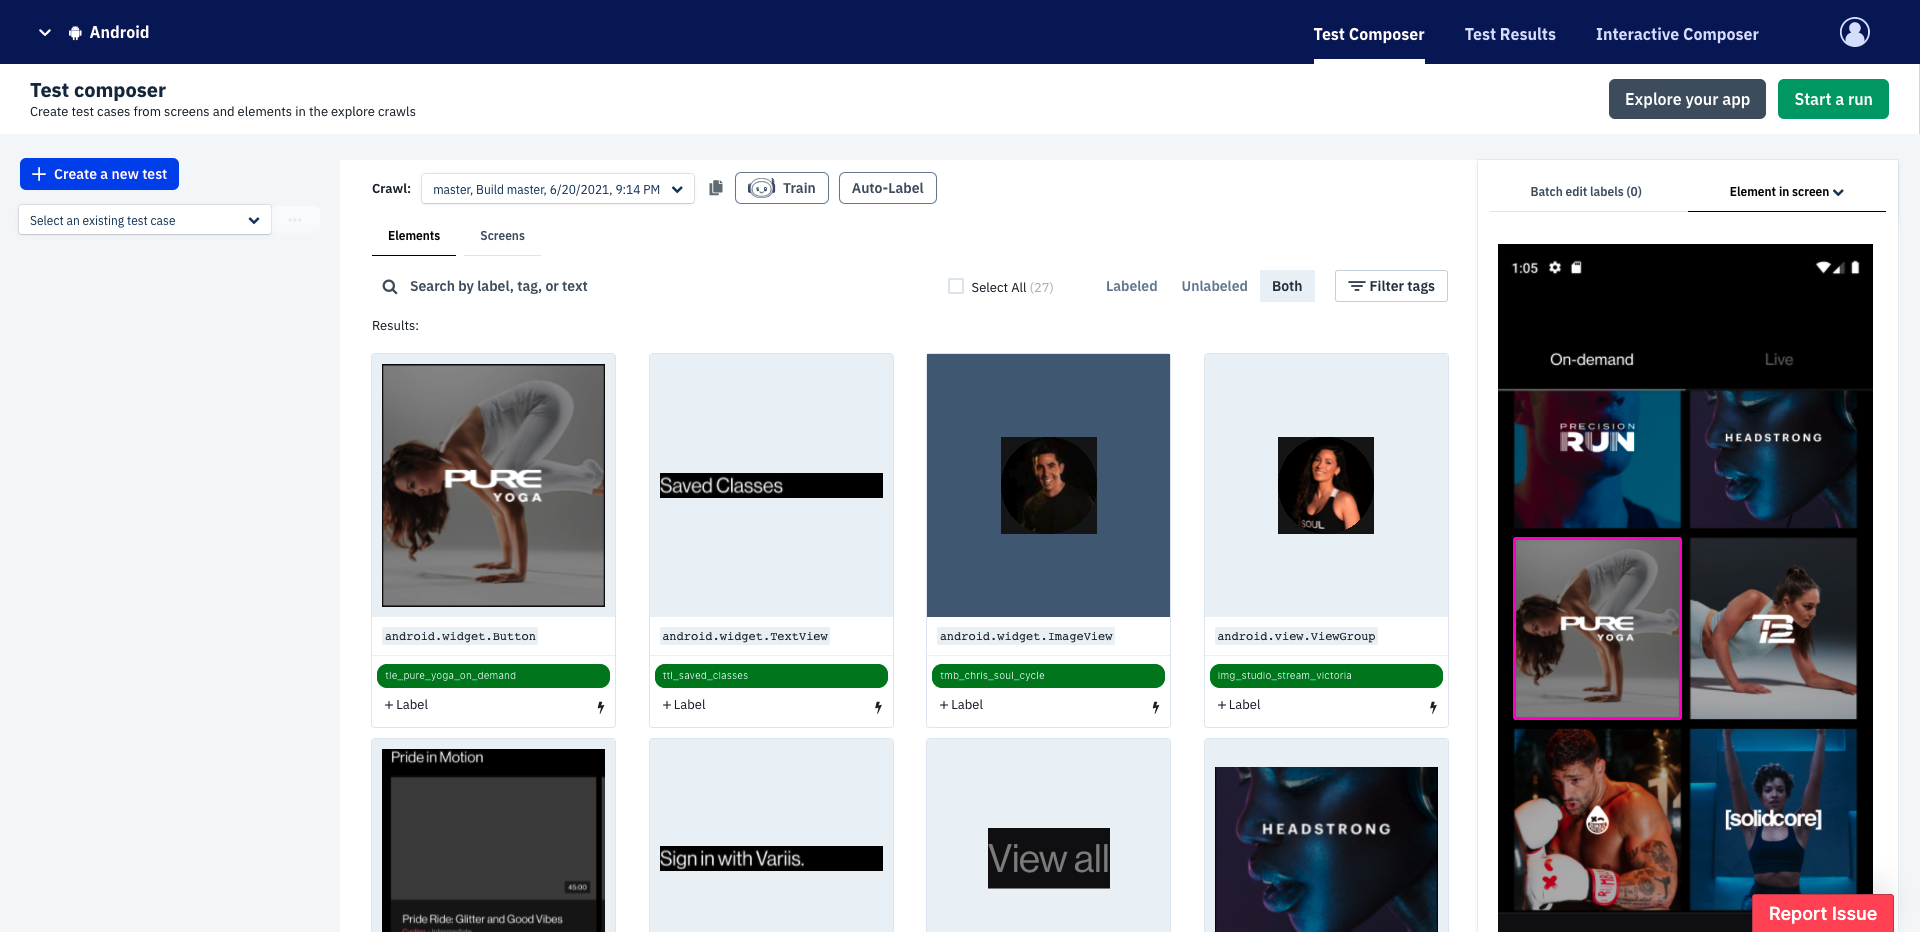 Android
Test Composer
Test Results
Interactive Composer
Test composer
Create test cases from screens and elements in the explore crawls
Explore your app
Start a run
Create a new test
Select an existing test case
Crawl:
master, Build master, 6/20/2021, 9:14 PM
Train
Auto-Label
Elements
Screens
Search by label, tag, or text
Select All (27)
Labeled
Unlabeled
Both
Filter tags
Results:
PURE
YOGA
android.widget.Button
tle_pure_yoga_on_demand
+ Label
Saved Classes
android.widget.TextView
ttl_saved_classes
+ Label
android.widget.ImageView
tmb_chris_soul_cycle
+ Label
SOUL
android.view.ViewGroup
img_studio_stream_victoria
+ Label
Pride in Motion
45:00
Pride Ride: Glitter and Good Vibes
Sign in with Variis.
View all
HEADSTRONG
Batch edit labels (0)
Element in screen
1:05
On-demand
Live
PRECISION
RUN
HEADSTRONG
PURE
YOGA
[solidcore]
Report Issue